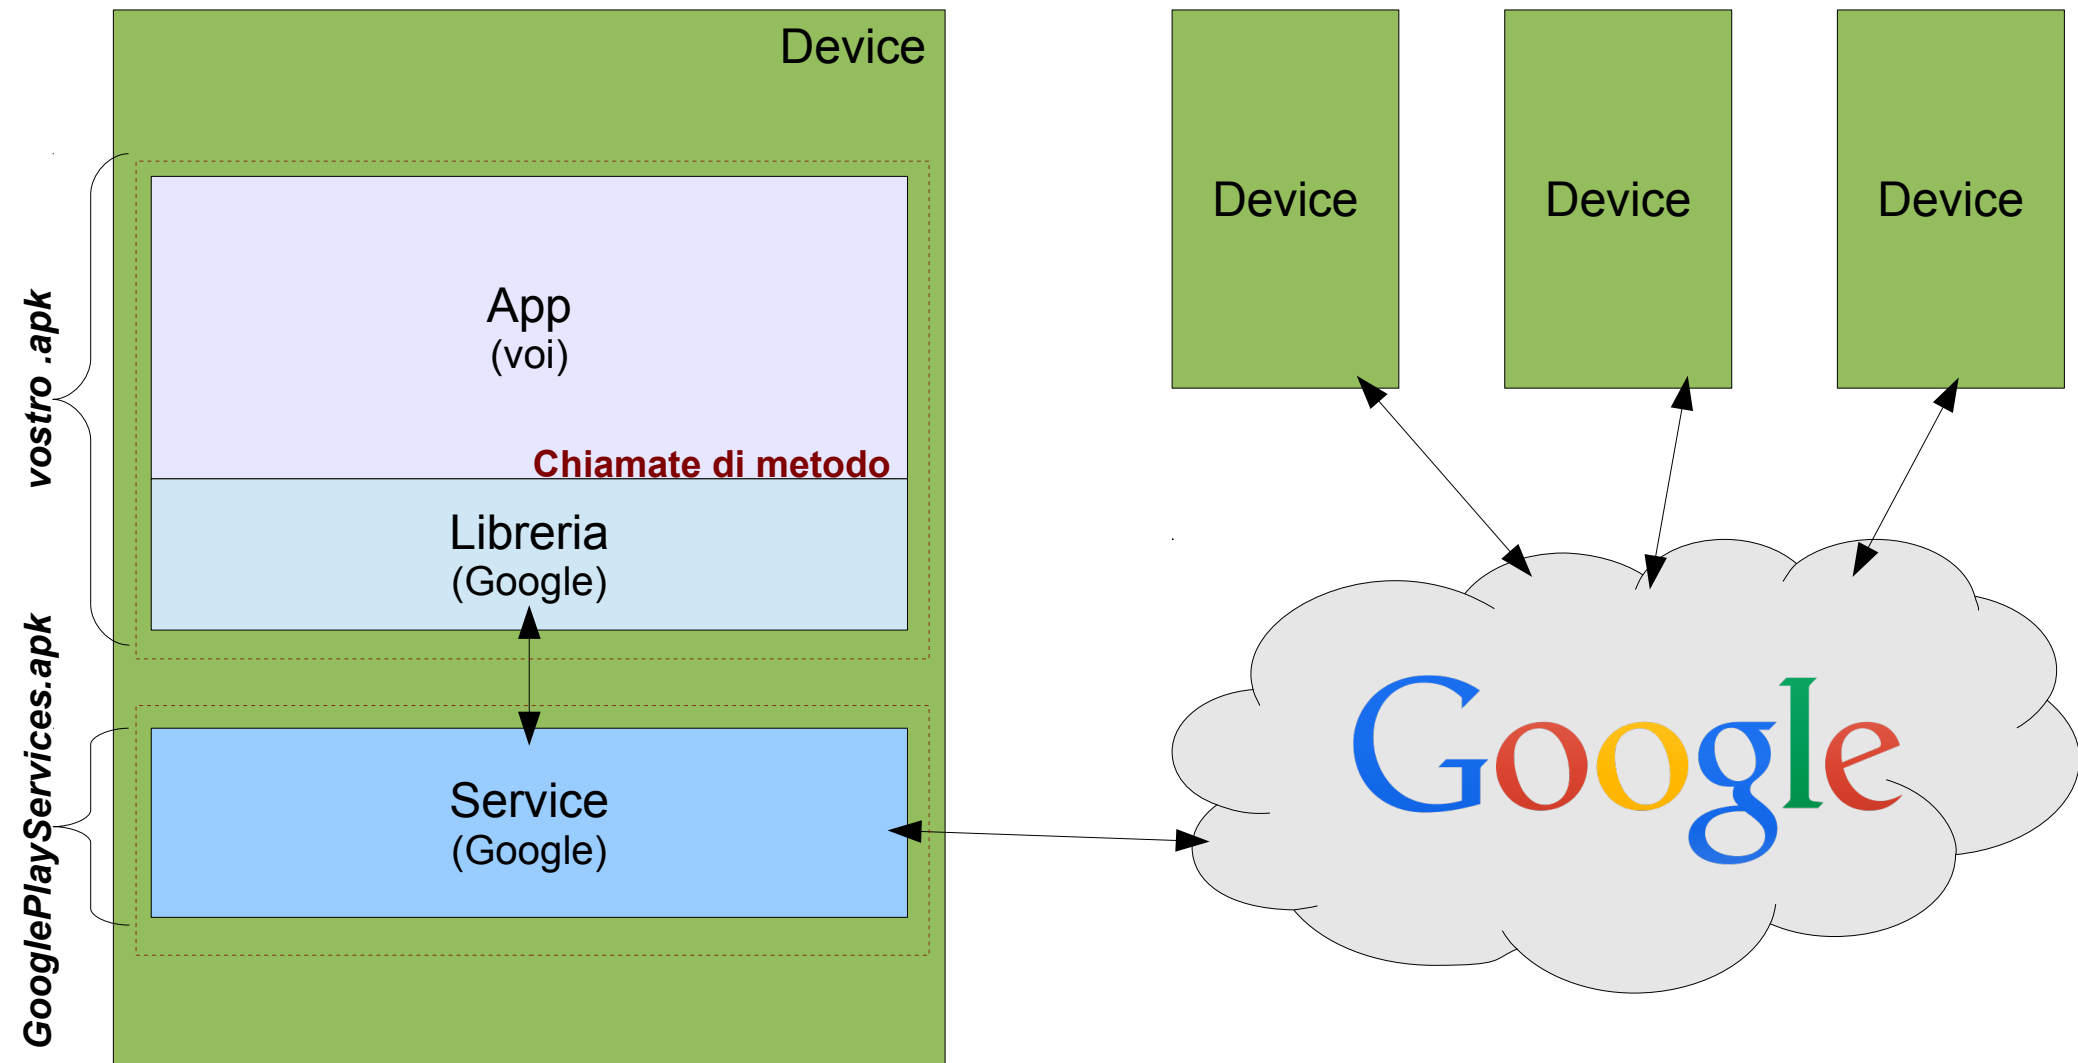 Device
vostro .apk
App
(voi)
Chiamate di metodo
Libreria
(Google)
GooglePlayServices.apk
Service
(Google)
Device
Device
Device
Google